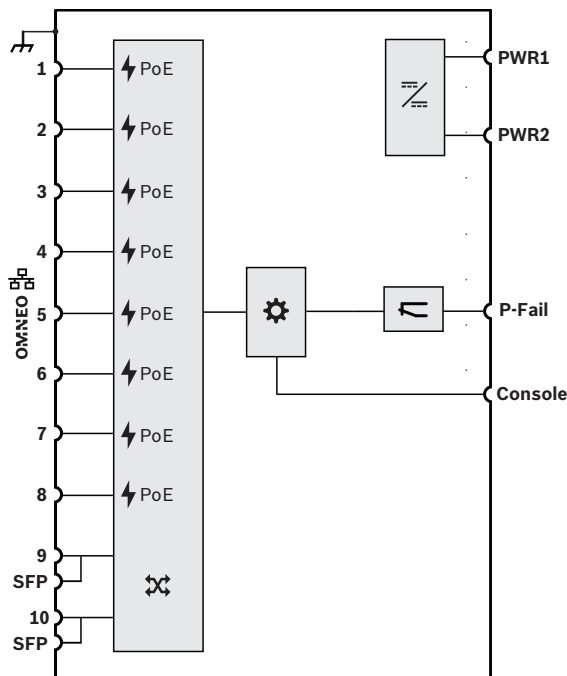 1
PoE
2
PoE
3
PoE
4
PoE
OMNEO
5
PoE
6
PoE
7
PoE
8
PoE
9
SFP
10
SFP
PWR1
PWR2
P-Fail
Console